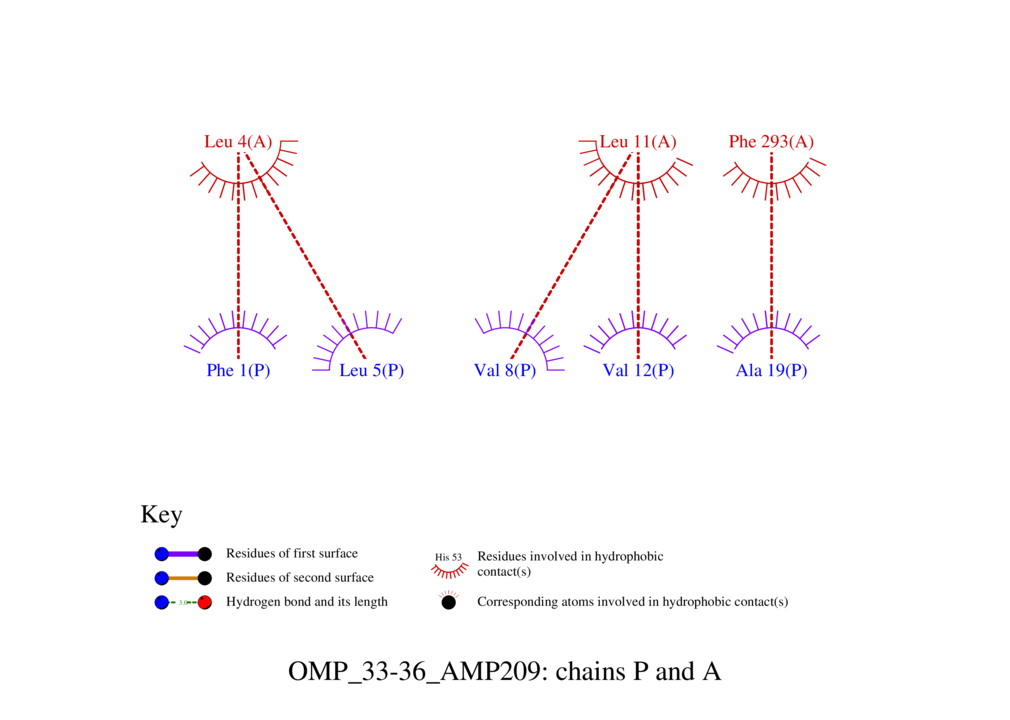 Leu 4(A)
Leu 11(A)
Phe 293(A)
Phe 1(P)
Leu 5(P)
Val 8(P)
Val 12(P)
Ala 19(P)
Key
Residues of first surface
Residues of second surface
3.0
Hydrogen bond and its length
His 53
Residues involved in hydrophobic
contact(s)
Corresponding atoms involved in hydrophobic contact(s)
OMP_33-36_AMP209: chains P and A